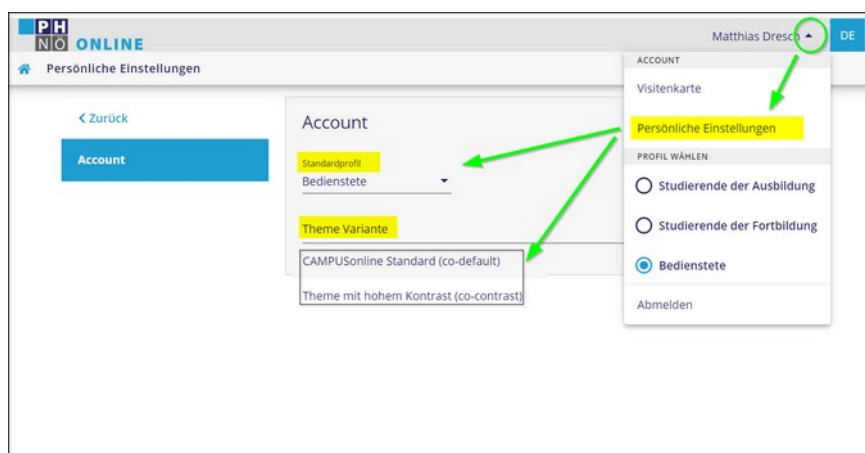 PH
NÖ ONLINE
Matthias Dresch
DE
Persönliche Einstellungen
Zurück
Account
Account
Standardprofil
Bedienstete
Theme Variante
CAMPUSonline Standard (co-default)
Theme mit hohem Kontrast (co-contrast)
ACCOUNT
Visitenkarte
Persönliche Einstellungen
PROFIL WÄHLEN
Studierende der Ausbildung
Studierende der Fortbildung
Bedienstete
Abmelden